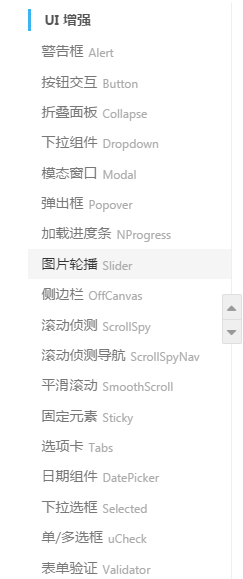 UI 增强
警告框 Alert
按钮交互 Button
折叠面板 Collapse
下拉组件 Dropdown
模态窗口 Modal
弹出框 Popover
加载进度条 NProgress
图片轮播 Slider
侧边栏 OffCanvas
滚动侦测 ScrollSpy
滚动侦测导航 ScrollSpyNav
平滑滚动 SmoothScroll
固定元素 Sticky
选项卡 Tabs
日期组件 DatePicker
下拉选框 Selected
单/多选框 uCheck
表单验证 Validator